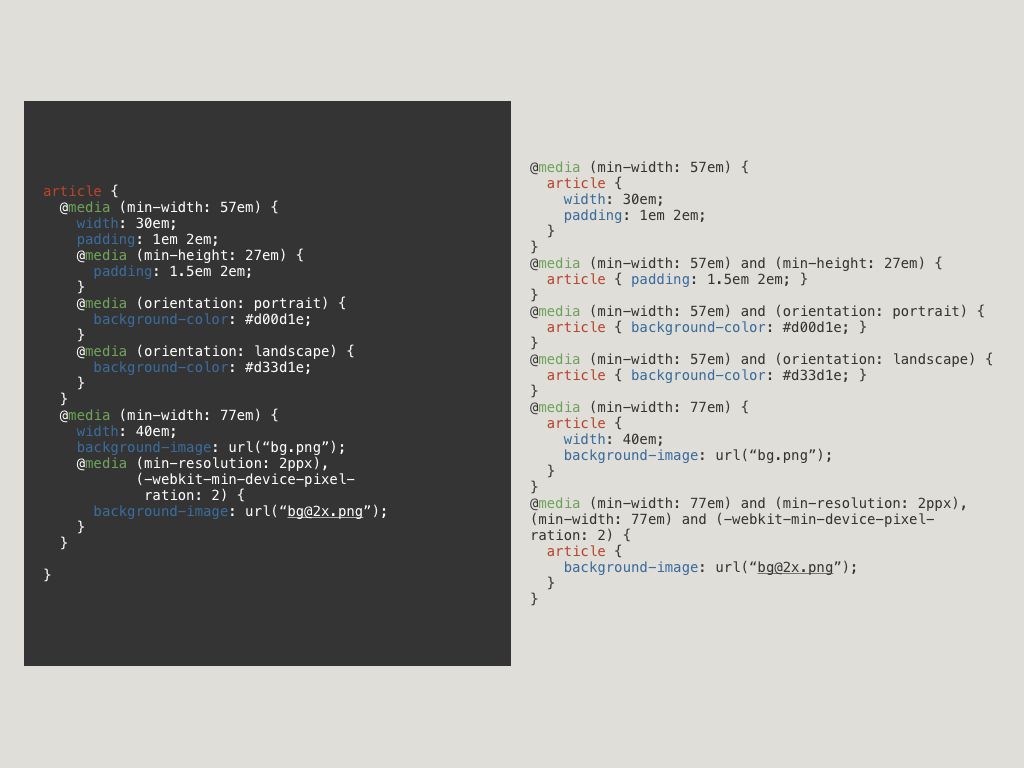 article {
  @media (min-width: 57em) {
    width: 30em;
    padding: 1em 2em;
    @media (min-height: 27em) {
      padding: 1.5em 2em;
    }
    @media (orientation: portrait) {
      background-color: #d00d1e;
    }
    @media (orientation: landscape) {
      background-color: #d33d1e;
    }
  }
  @media (min-width: 77em) {
    width: 40em;
    background-image: url(“bg.png”);
    @media (min-resolution: 2ppx),
           (-webkit-min-device-pixel-
            ration: 2) {
      background-image: url(“bg@2x.png”);
    }
  }
}
@media (min-width: 57em) {
  article {
    width: 30em;
    padding: 1em 2em;
  }
}
@media (min-width: 57em) and (min-height: 27em) {
  article { padding: 1.5em 2em; }
}
@media (min-width: 57em) and (orientation: portrait) {
  article { background-color: #d00d1e; }
}
@media (min-width: 57em) and (orientation: landscape) {
  article { background-color: #d33d1e; }
}
@media (min-width: 77em) {
  article {
    width: 40em;
    background-image: url(“bg.png”);
  }
}
@media (min-width: 77em) and (min-resolution: 2ppx),
(min-width: 77em) and (-webkit-min-device-pixel-
ration: 2) {
  article {
    background-image: url(“bg@2x.png”);
  }
}